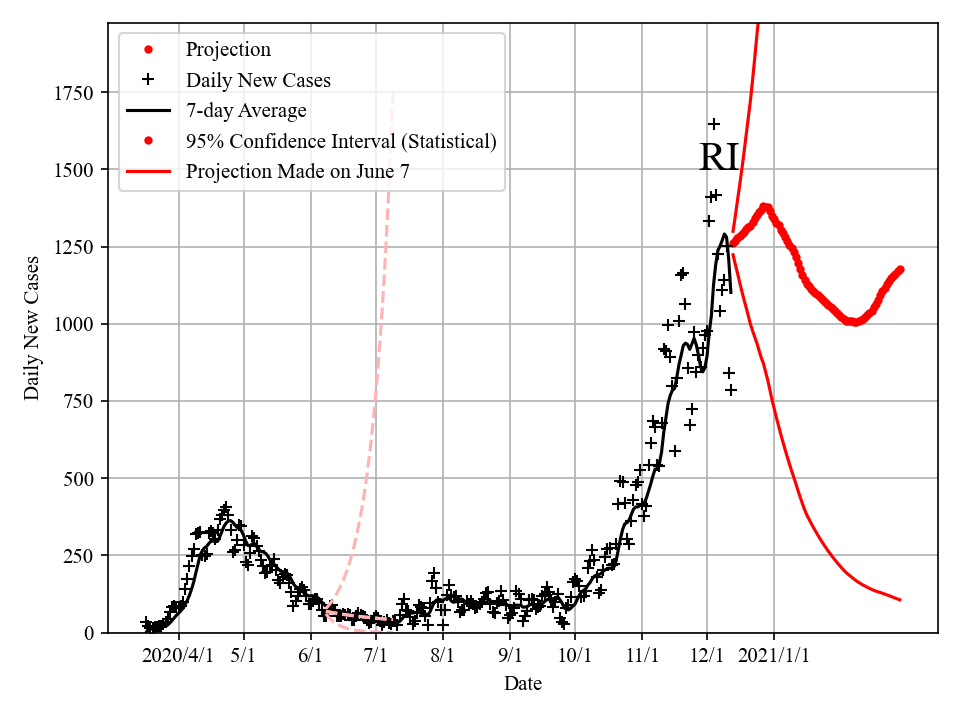 Projection
Daily New Cases
7-day Average
95% Confidence Interval (Statistical)
Projection Made on June 7
RI
1750
1500
1250
1000
750
500
250
0
Daily New Cases
2020/4/1 5/1 6/1 7/1 8/1 9/1 10/1 11/1 12/1 2021/1/1
Date